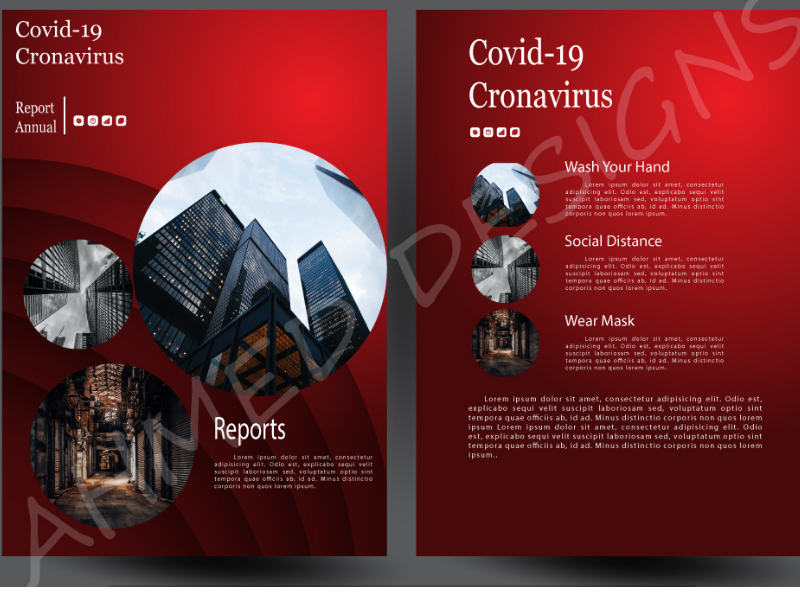 Covid-19
Cronavirus
Report
Annual
Reports
Lorem ipsum dolor sit amet, consectetur
adipisicing elit. Odio est, explicabo sequi velit
suscipit laboriosam sed, voluptatum optio sint
tempora quae officiis ab, id ad. Minus distinctio
corporis non quos lorem ipsum.
Covid-19
Cronavirus
Wash Your Hand
Lorem ipsum dolor sit amet, consectetur
adipisicing elit. Odio est, explicabo sequi velit
suscipit laboriosam sed, voluptatum optio sint
tempora quae officiis ab, id ad. Minus distinctio
corporis non quos lorem ipsum.
Social Distance
Lorem ipsum dolor sit amet, consectetur
adipisicing elit. Odio est, explicabo sequi velit
suscipit laboriosam sed, voluptatum optio sint
tempora quae officiis ab, id ad. Minus distinctio
corporis non quos lorem ipsum.
Wear Mask
Lorem ipsum dolor sit amet, consectetur
adipisicing elit. Odio est, explicabo sequi velit
suscipit laboriosam sed, voluptatum optio sint
tempora quae officiis ab, id ad. Minus distinctio
corporis non quos lorem ipsum.
Lorem ipsum dolor sit amet, consectetur adipisicing elit. Odio est,
explicabo sequi velit suscipit laboriosam sed, voluptatum optio sint
tempora quae officiis ab, id ad. Minus distinctio corporis non quos lorem
ipsum Lorem ipsum dolor sit amet, consectetur adipisicing elit. Odio
est, explicabo sequi velit suscipit laboriosam sed, voluptatum optio sint
tempora quae officiis ab, id ad. Minus distinctio corporis non quos lorem
ipsum..
AHMED DESIGNS